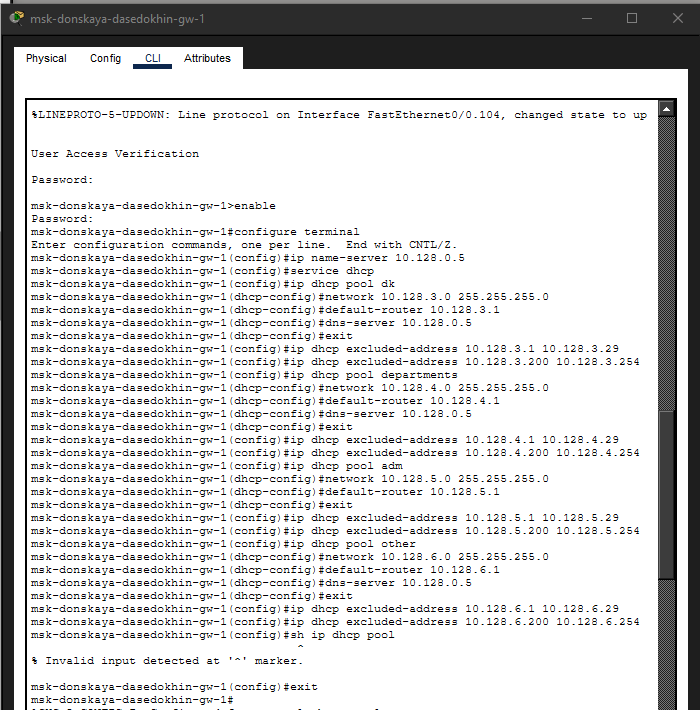 msk-donskaya-dasedokhin-gw-1
Physical Config CLI Attributes
%LINEPROTO-5-UPDOWN: Line protocol on Interface FastEthernet0/0.104, changed state to up
User Access Verification
Password:
msk-donskaya-dasedokhin-gw-1>enable
Password:
msk-donskaya-dasedokhin-gw-1#configure terminal
Enter configuration commands, one per line.  End with CNTL/Z.
msk-donskaya-dasedokhin-gw-1(config)#ip name-server 10.128.0.5
msk-donskaya-dasedokhin-gw-1(config)#service dhcp
msk-donskaya-dasedokhin-gw-1(config)#ip dhcp pool dk
msk-donskaya-dasedokhin-gw-1(dhcp-config)#network 10.128.3.0 255.255.255.0
msk-donskaya-dasedokhin-gw-1(dhcp-config)#default-router 10.128.3.1
msk-donskaya-dasedokhin-gw-1(dhcp-config)#dns-server 10.128.0.5
msk-donskaya-dasedokhin-gw-1(dhcp-config)#exit
msk-donskaya-dasedokhin-gw-1(config)#ip dhcp excluded-address 10.128.3.1 10.128.3.29
msk-donskaya-dasedokhin-gw-1(config)#ip dhcp excluded-address 10.128.3.200 10.128.3.254
msk-donskaya-dasedokhin-gw-1(config)#ip dhcp pool departments
msk-donskaya-dasedokhin-gw-1(dhcp-config)#network 10.128.4.0 255.255.255.0
msk-donskaya-dasedokhin-gw-1(dhcp-config)#default-router 10.128.4.1
msk-donskaya-dasedokhin-gw-1(dhcp-config)#dns-server 10.128.0.5
msk-donskaya-dasedokhin-gw-1(dhcp-config)#exit
msk-donskaya-dasedokhin-gw-1(config)#ip dhcp excluded-address 10.128.4.1 10.128.4.29
msk-donskaya-dasedokhin-gw-1(config)#ip dhcp excluded-address 10.128.4.200 10.128.4.254
msk-donskaya-dasedokhin-gw-1(config)#ip dhcp pool adm
msk-donskaya-dasedokhin-gw-1(dhcp-config)#network 10.128.5.0 255.255.255.0
msk-donskaya-dasedokhin-gw-1(dhcp-config)#default-router 10.128.5.1
msk-donskaya-dasedokhin-gw-1(dhcp-config)#exit
msk-donskaya-dasedokhin-gw-1(config)#ip dhcp excluded-address 10.128.5.1 10.128.5.29
msk-donskaya-dasedokhin-gw-1(config)#ip dhcp excluded-address 10.128.5.200 10.128.5.254
msk-donskaya-dasedokhin-gw-1(config)#ip dhcp pool other
msk-donskaya-dasedokhin-gw-1(dhcp-config)#network 10.128.6.0 255.255.255.0
msk-donskaya-dasedokhin-gw-1(dhcp-config)#default-router 10.128.6.1
msk-donskaya-dasedokhin-gw-1(dhcp-config)#dns-server 10.128.0.5
msk-donskaya-dasedokhin-gw-1(dhcp-config)#exit
msk-donskaya-dasedokhin-gw-1(config)#ip dhcp excluded-address 10.128.6.1 10.128.6.29
msk-donskaya-dasedokhin-gw-1(config)#ip dhcp excluded-address 10.128.6.200 10.128.6.254
msk-donskaya-dasedokhin-gw-1(config)#sh ip dhcp pool
^
% Invalid input detected at '^' marker.
msk-donskaya-dasedokhin-gw-1(config)#exit
msk-donskaya-dasedokhin-gw-1#